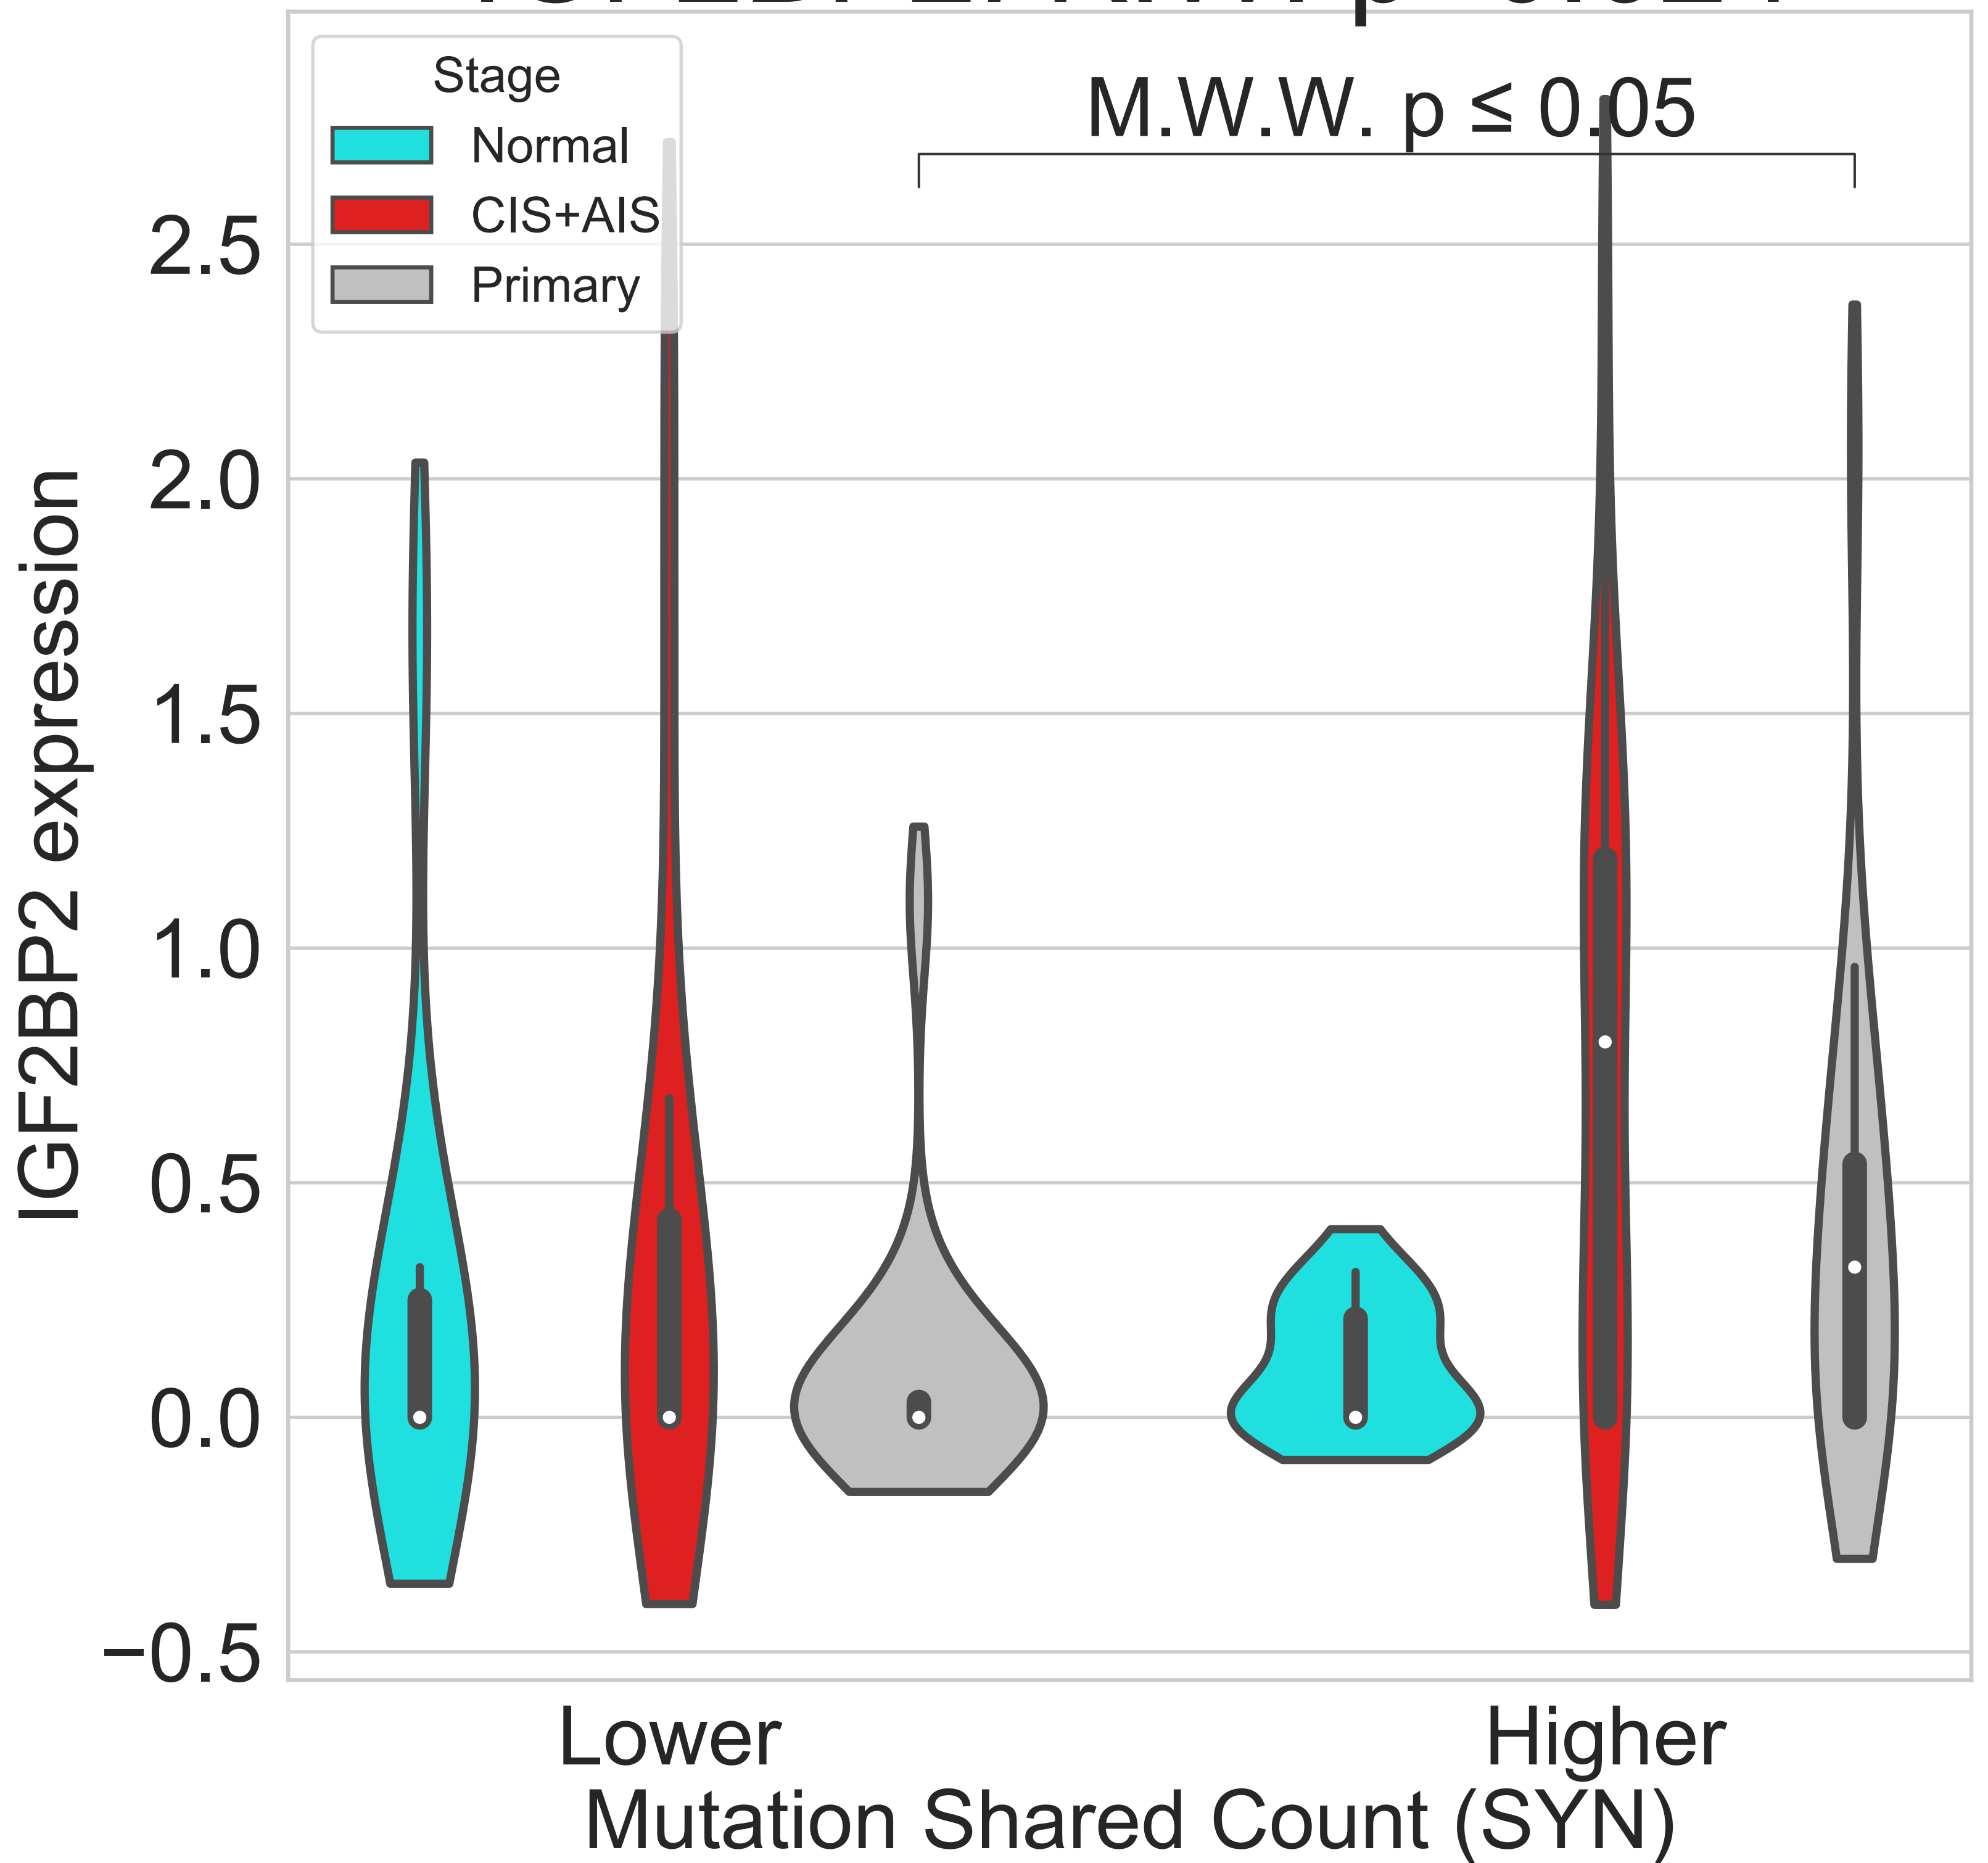 M.W.W. p ≤ 0.05
Stage
Normal
CIS+AIS
Primary
2.5
2.0
1.5
1.0
0.5
0.0
−0.5
IGF2BP2 expression
Lower
Higher
Mutation Shared Count (SYN)